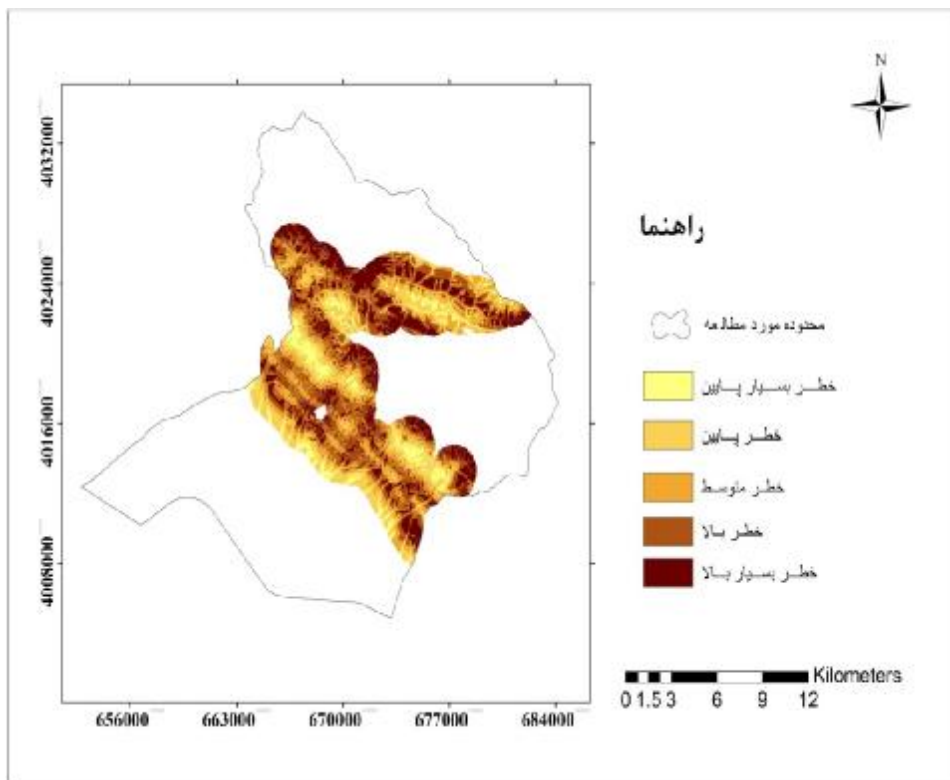 N
4032000
4024000
4016000
4008000
656000 663000 670000 677000 684000
راهنما
محدوده مورد مطالعه
خطر بسیار پایین
خطر پایین
خطر متوسط
خطر بالا
خطر بسیار بالا
Kilometers
0 1.5 3 6 9 12